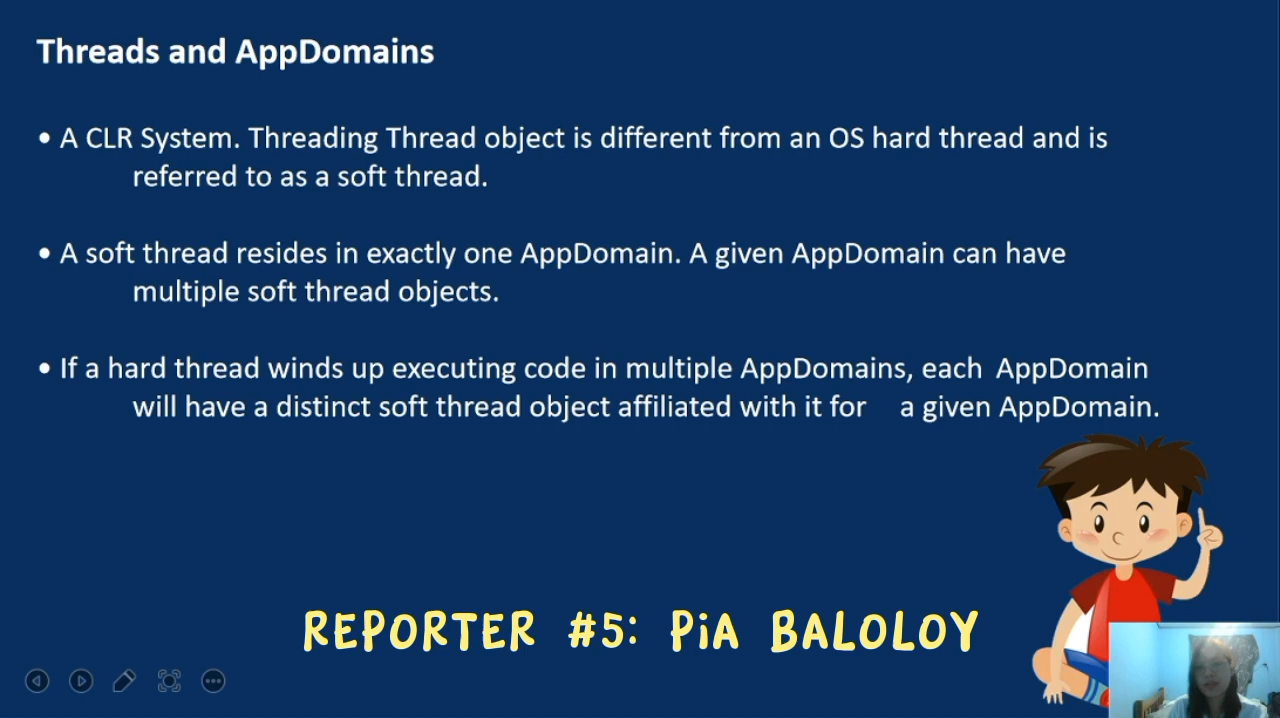 Threads and AppDomains
• A CLR System. Threading Thread object is different from an OS hard thread and is
referred to as a soft thread.
• A soft thread resides in exactly one AppDomain. A given AppDomain can have
multiple soft thread objects.
• If a hard thread winds up executing code in multiple AppDomains, each AppDomain
will have a distinct soft thread object affiliated with it for a given AppDomain.
REPORTER #5: PiA BALOLOY